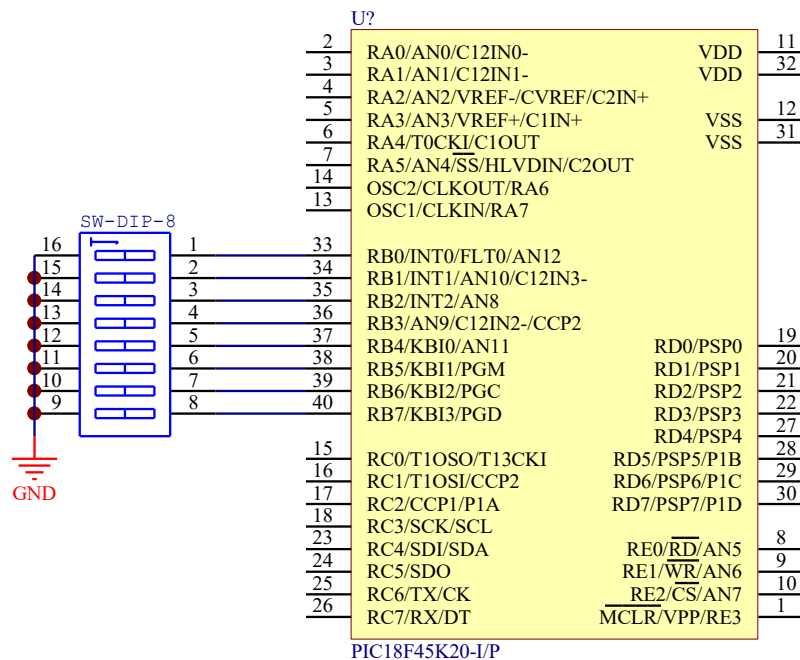 U?
2 RA0/AN0/C12IN0- VDD 11
3 RA1/AN1/C12IN1- VDD 32
4 RA2/AN2/VREF-/CVREF/C2IN+
5 RA3/AN3/VREF+/C1IN+ VSS 12
6 RA4/T0CKI/C1OUT VSS 31
7 RA5/AN4/SS/HLVDIN/C2OUT
14 OSC2/CLKOUT/RA6
13 OSC1/CLKIN/RA7
SW-DIP-8
16 1 33 RB0/INT0/FLT0/AN12
15 2 34 RB1/INT1/AN10/C12IN3-
14 3 35 RB2/INT2/AN8
13 4 36 RB3/AN9/C12IN2-/CCP2
12 5 37 RB4/KBI0/AN11 RD0/PSP0 19
11 6 38 RB5/KBI1/PGM RD1/PSP1 20
10 7 39 RB6/KBI2/PGC RD2/PSP2 21
9 8 40 RB7/KBI3/PGD RD3/PSP3 22
RD4/PSP4 27
15 RC0/T1OSO/T13CKI RD5/PSP5/P1B 28
16 RC1/T1OSI/CCP2 RD6/PSP6/P1C 29
GND
17 RC2/CCP1/P1A RD7/PSP7/P1D 30
18 RC3/SCK/SCL
23 RC4/SDI/SDA RE0/RD/AN5 8
24 RC5/SDO RE1/WR/AN6 9
25 RC6/TX/CK RE2/CS/AN7 10
26 RC7/RX/DT MCLR/VPP/RE3 1
PIC18F45K20-I/P